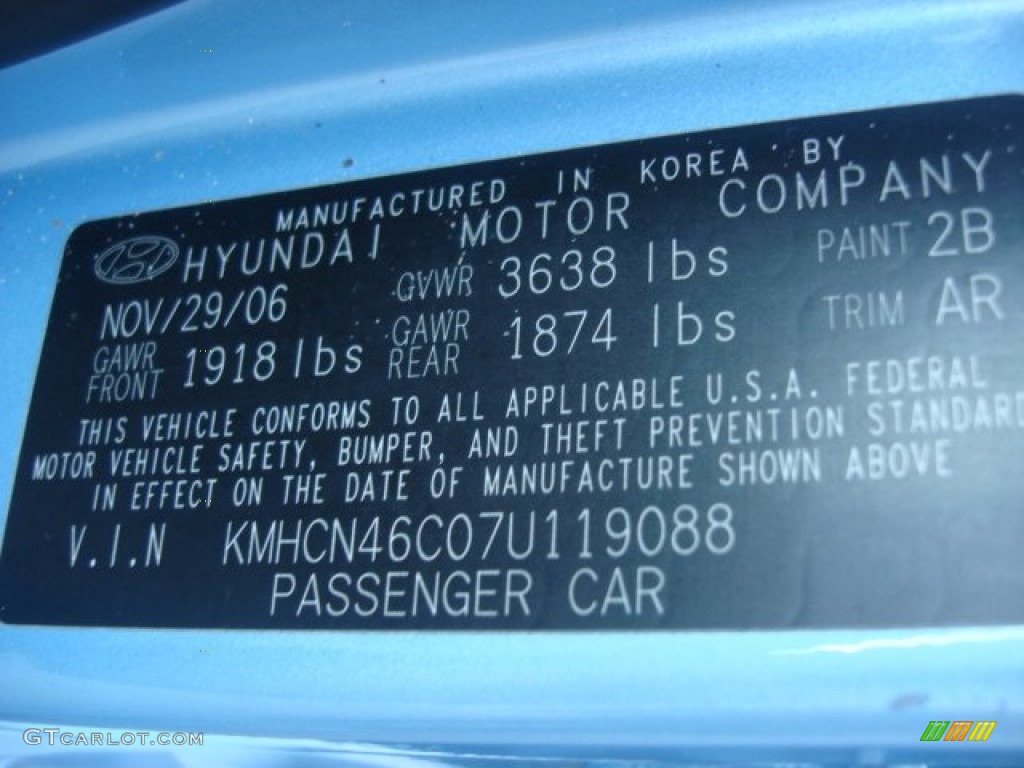 MANUFACTURED IN KOREA BY
HYUNDAI MOTOR COMPANY
NOV/29/06 GVWR 3638 lbs PAINT 2B
GAWR FRONT 1918 lbs GAWR REAR 1874 lbs TRIM AR
THIS VEHICLE CONFORMS TO ALL APPLICABLE U.S.A. FEDERAL
MOTOR VEHICLE SAFETY, BUMPER, AND THEFT PREVENTION STANDARD
IN EFFECT ON THE DATE OF MANUFACTURE SHOWN ABOVE
V.I.N KMHCN46C07U119088
PASSENGER CAR
GTCARLOT.COM